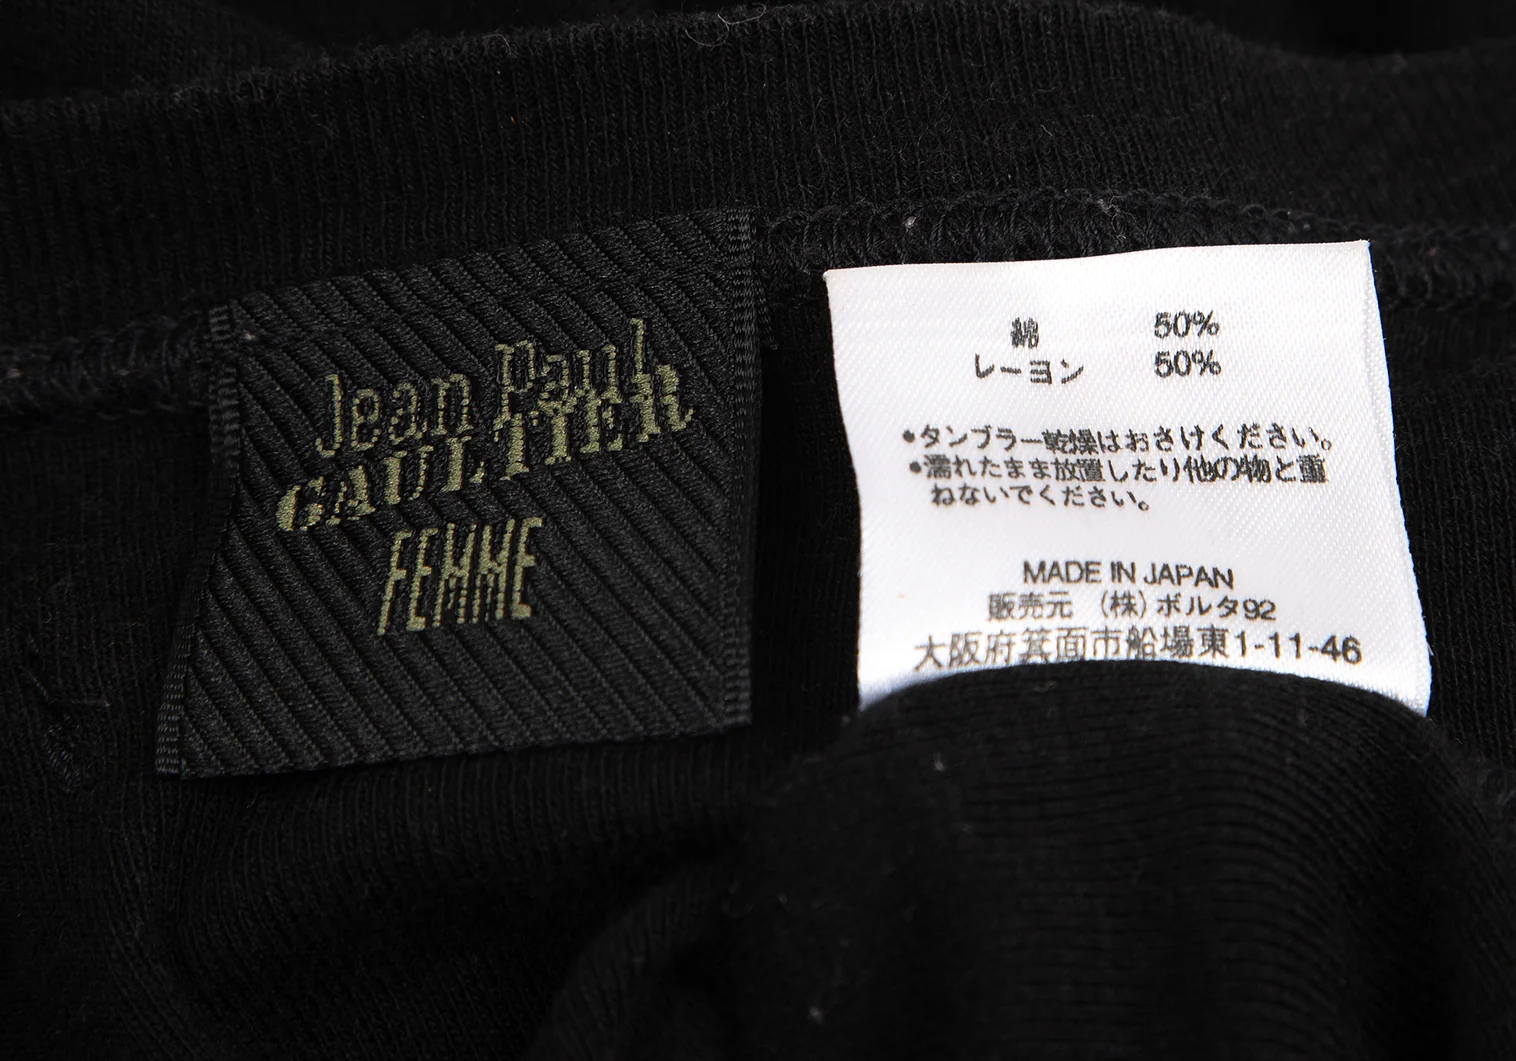 Jean Paul
GAULTIER
FEMME
綿 50%
レーヨン 50%
•タンブラー乾燥はおさけください。
•濡れたまま放置したり他の物と重
ねないでください。
MADE IN JAPAN
販売元 (株)ボルタ92
大阪府箕面市船場東1-11-46